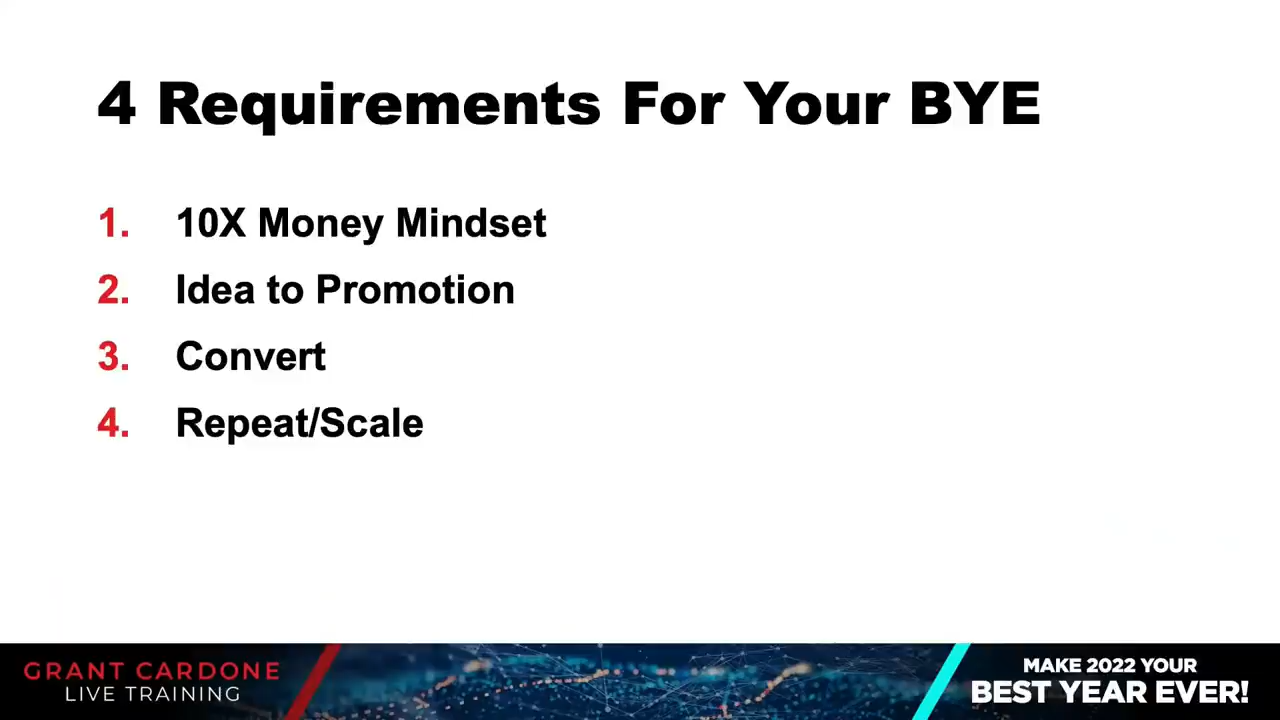 4 Requirements For Your BYE
1. 10X Money Mindset
2. Idea to Promotion
3. Convert
4. Repeat/Scale
GRANT CARDONE
LIVE TRAINING
MAKE 2022 YOUR
BEST YEAR EVER!